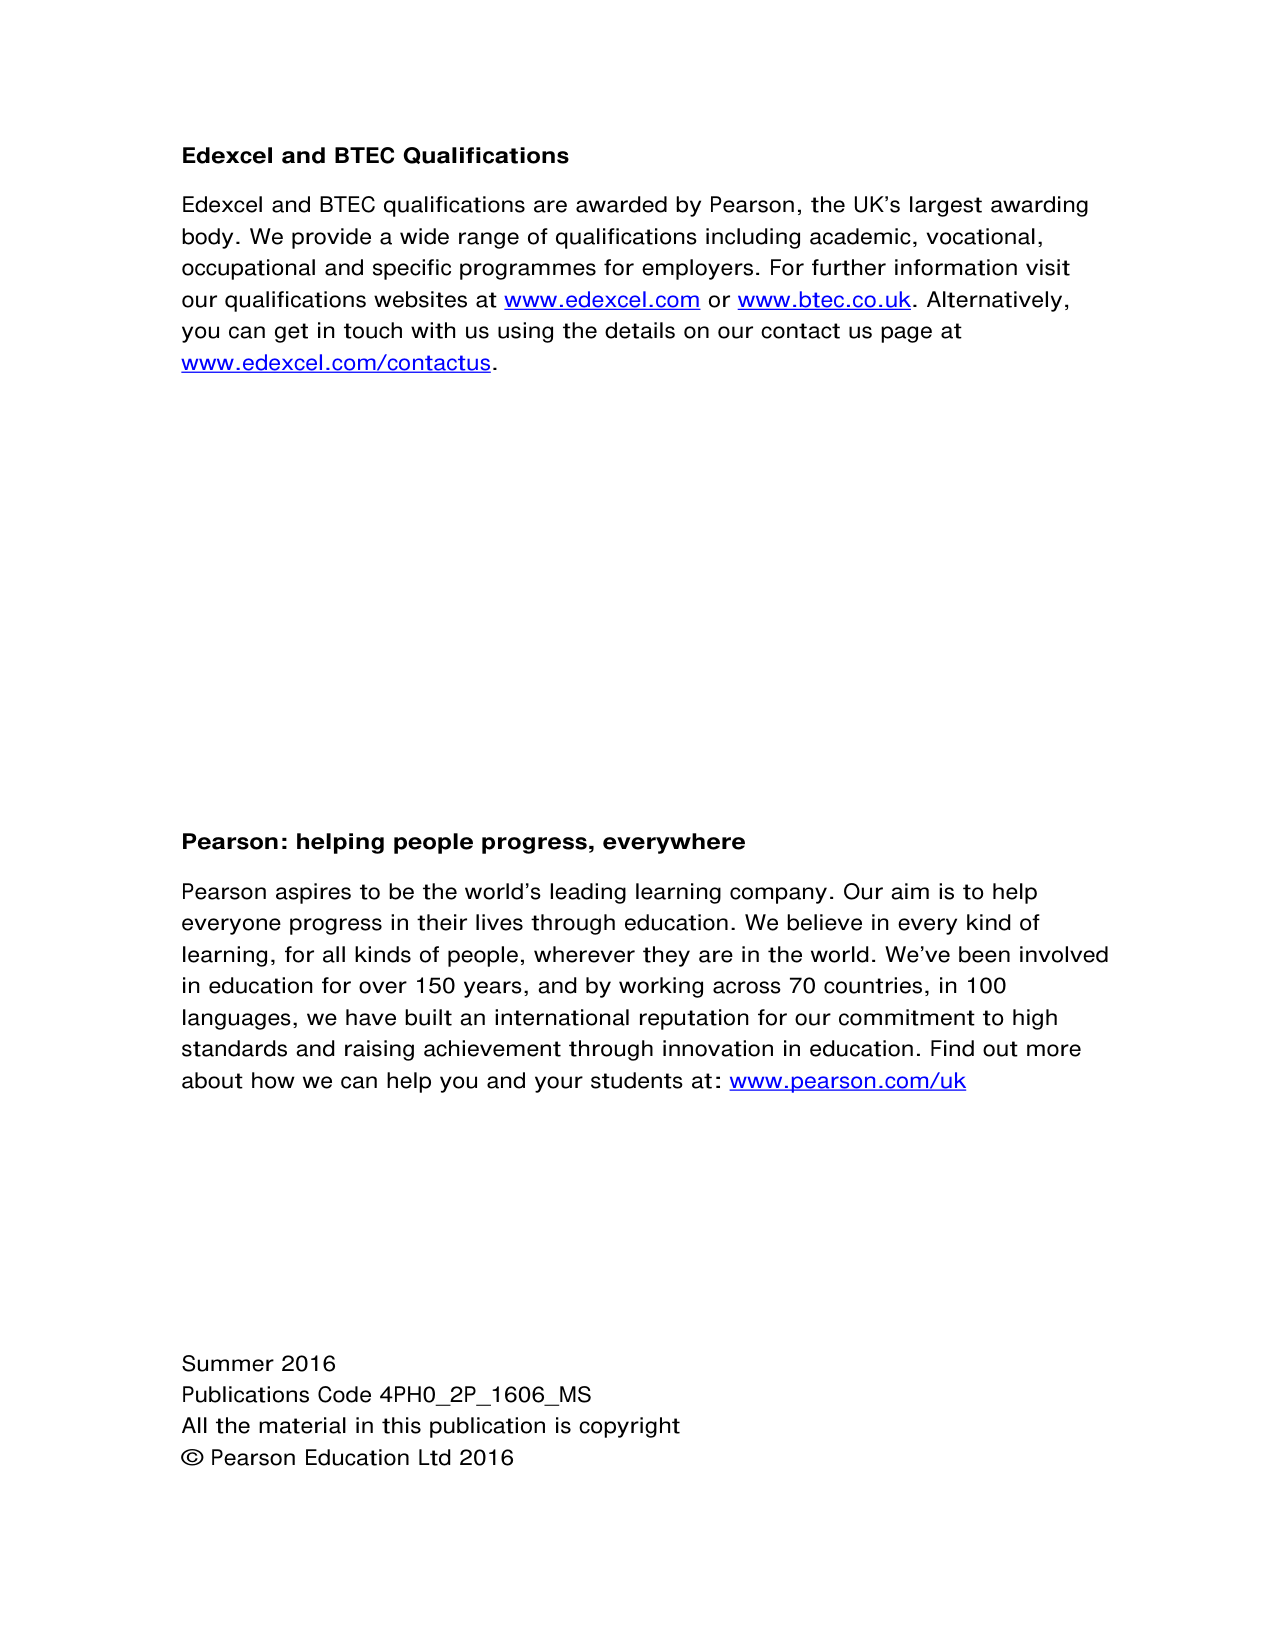 Edexcel and BTEC Qualifications
Edexcel and BTEC qualifications are awarded by Pearson, the UK’s largest awarding
body. We provide a wide range of qualifications including academic, vocational,
occupational and specific programmes for employers. For further information visit
our qualifications websites at www.edexcel.com or www.btec.co.uk. Alternatively,
you can get in touch with us using the details on our contact us page at
www.edexcel.com/contactus.
Pearson: helping people progress, everywhere
Pearson aspires to be the world’s leading learning company. Our aim is to help
everyone progress in their lives through education. We believe in every kind of
learning, for all kinds of people, wherever they are in the world. We’ve been involved
in education for over 150 years, and by working across 70 countries, in 100
languages, we have built an international reputation for our commitment to high
standards and raising achievement through innovation in education. Find out more
about how we can help you and your students at: www.pearson.com/uk
Summer 2016
Publications Code 4PH0_2P_1606_MS
All the material in this publication is copyright
© Pearson Education Ltd 2016